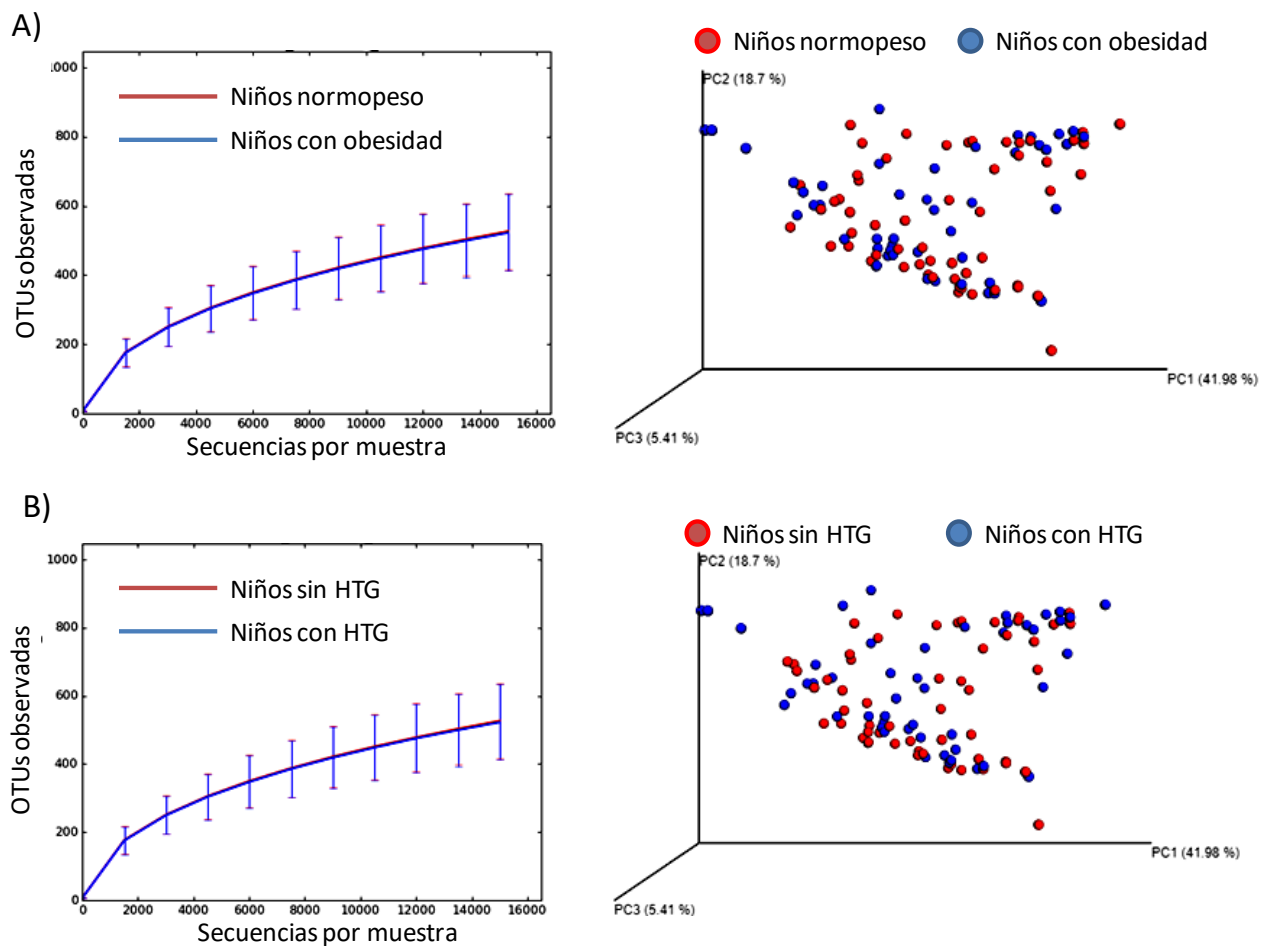 A)
Niños normopeso Niños con obesidad
OTUs observadas
1000
800
600
400
200
0
Niños normopeso
Niños con obesidad
0 2000 4000 6000 8000 10000 12000 14000 16000
Secuencias por muestra
PC2 (18.7 %)
PC1 (41.98 %)
PC3 (5.41 %)
B)
Niños sin HTG Niños con HTG
OTUs observadas
1000
800
600
400
200
0
Niños sin HTG
Niños con HTG
0 2000 4000 6000 8000 10000 12000 14000 16000
Secuencias por muestra
PC2 (18.7 %)
PC1 (41.98 %)
PC3 (5.41 %)